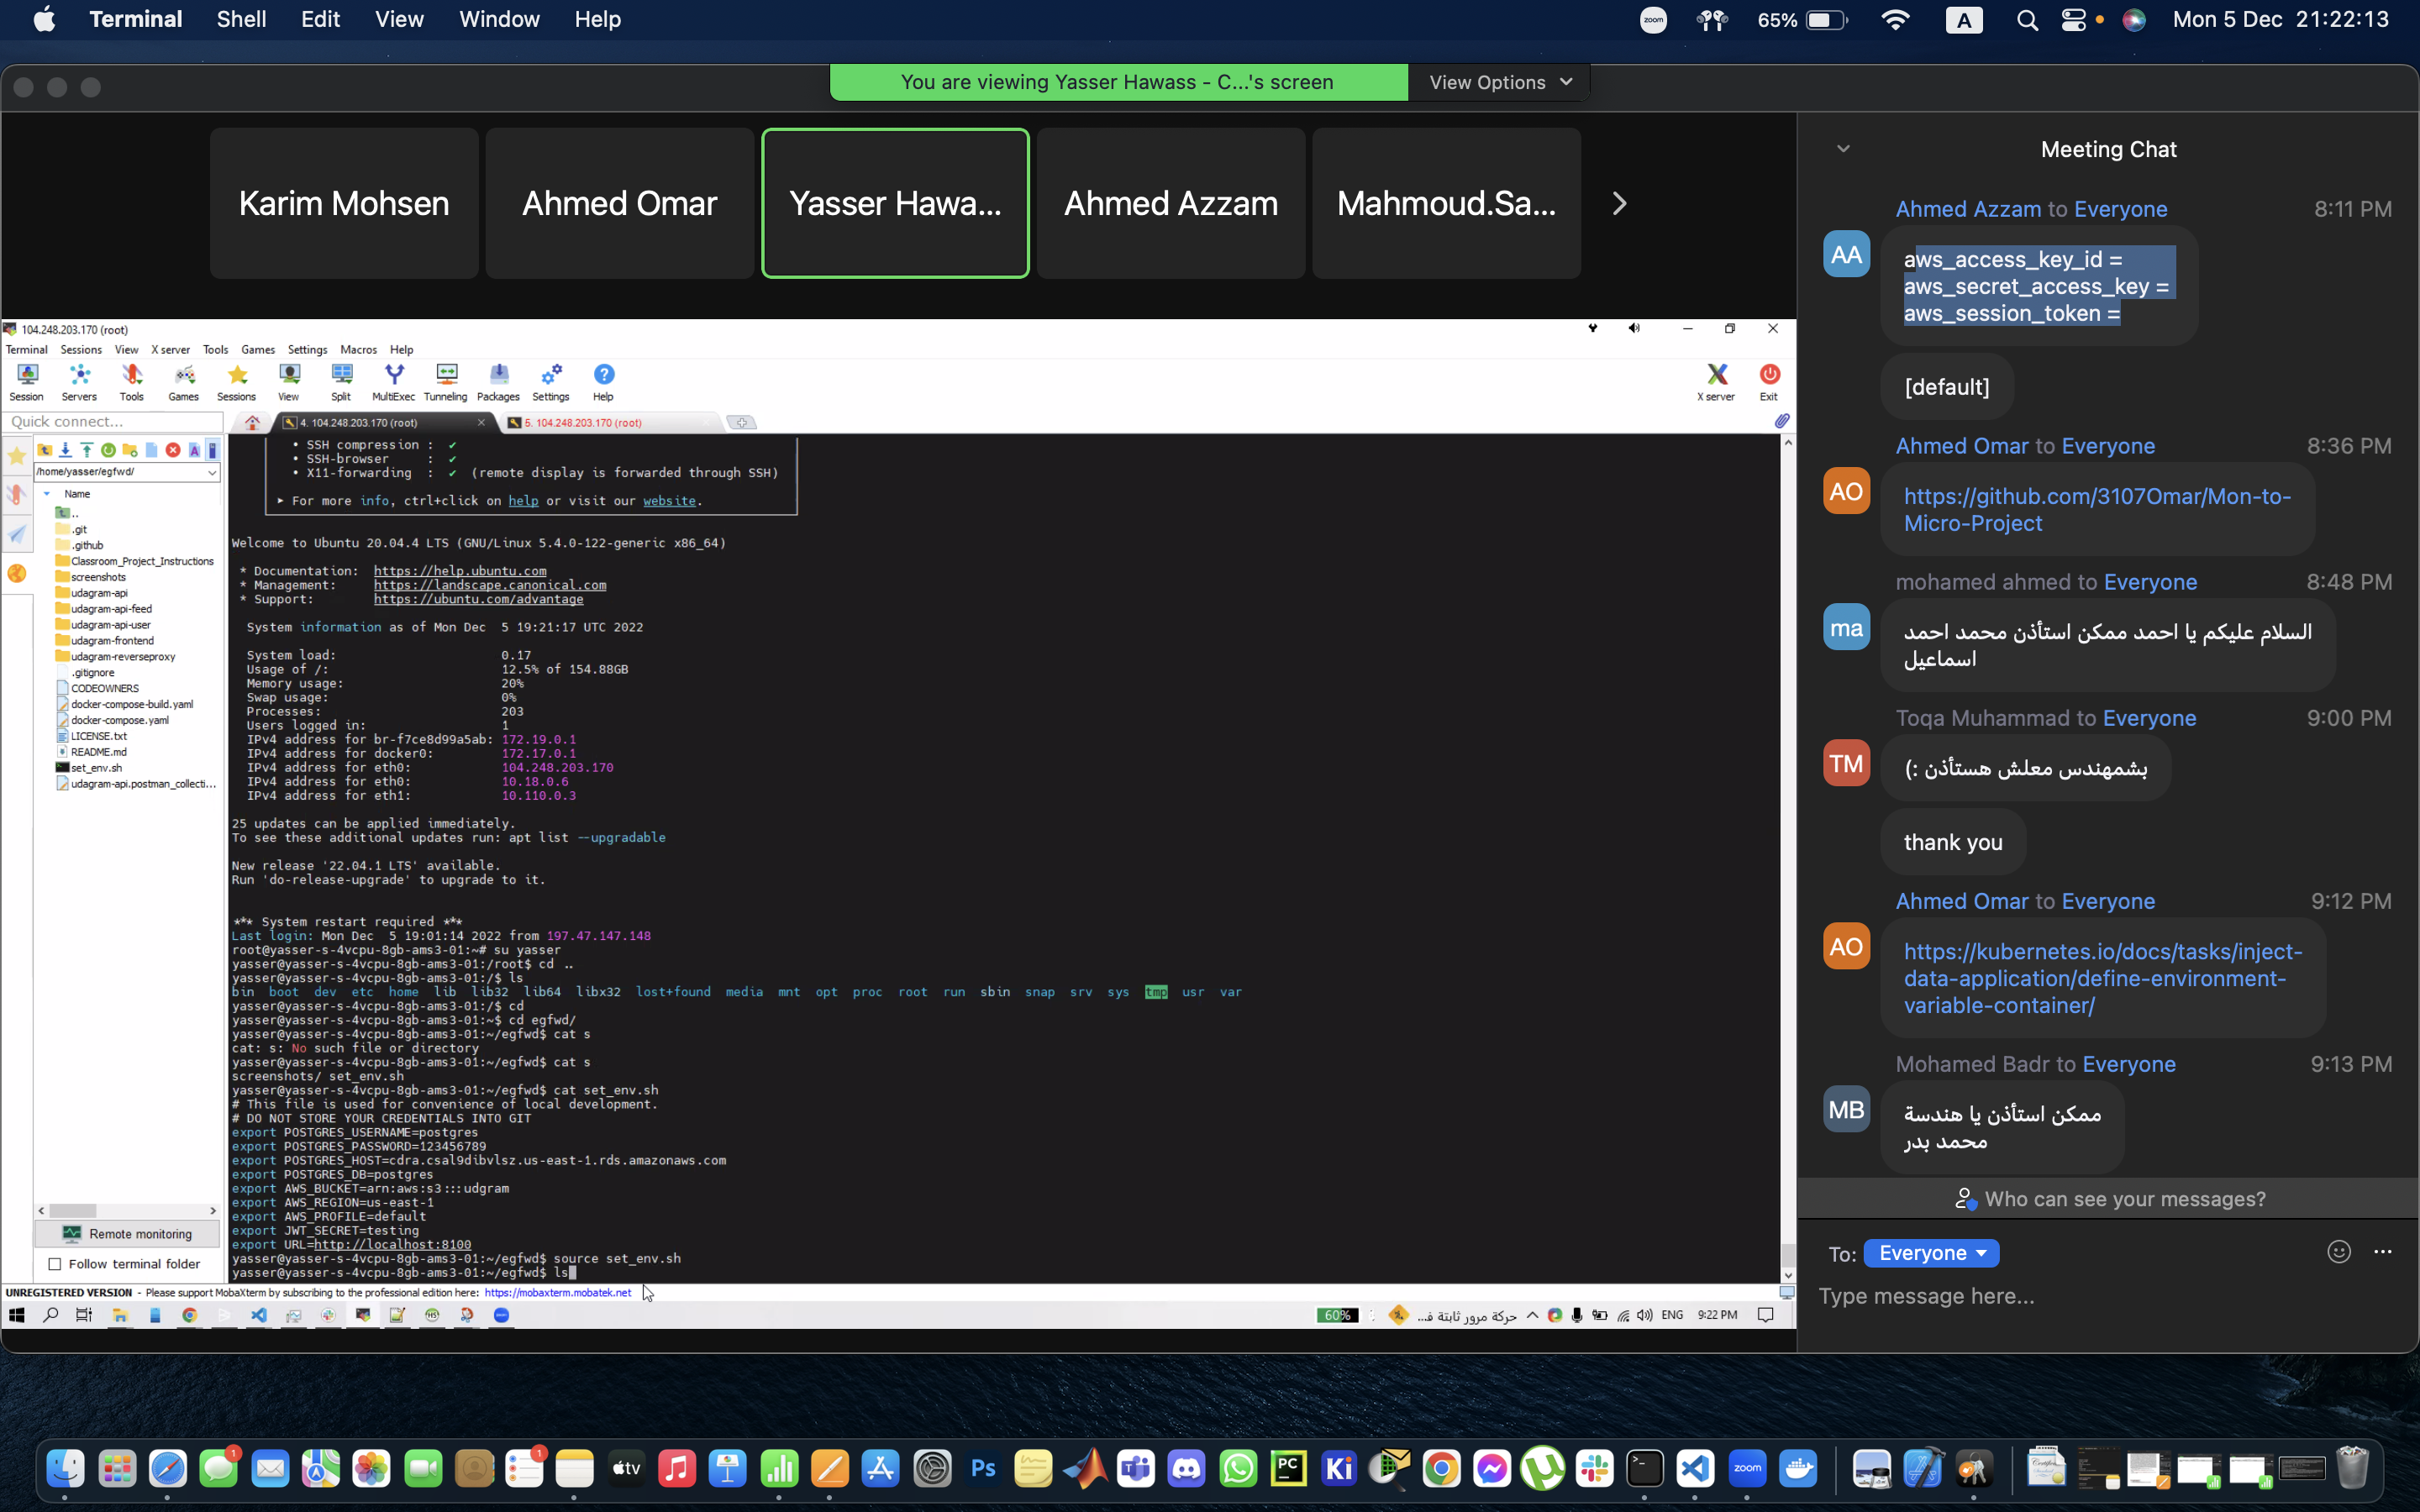 Terminal Shell Edit View Window Help
zoom 65% A Mon 5 Dec 21:22:13
You are viewing Yasser Hawass - C...'s screen View Options
Karim Mohsen
Ahmed Omar
Yasser Hawa...
Ahmed Azzam
Mahmoud.Sa...
104.248.203.170 (root)
Terminal Sessions View X server Tools Games Settings Macros Help
Session Servers Tools Games Sessions View Split MultiExec Tunneling Packages Settings Help X server Exit
Quick connect...
4. 104.248.203.170 (root)
5. 104.248.203.170 (root)
/home/yasser/egfwd/
Name
..
.git
.github
Classroom_Project_Instructions
screenshots
udagram-api
udagram-api-feed
udagram-api-user
udagram-frontend
udagram-reverseproxy
.gitignore
CODEOWNERS
docker-compose-build.yaml
docker-compose.yaml
LICENSE.txt
README.md
set_env.sh
udagram-api.postman_collecti...
Remote monitoring
Follow terminal folder
• SSH compression : ✔
• SSH-browser : ✔
• X11-forwarding : ✔ (remote display is forwarded through SSH)
► For more info, ctrl+click on help or visit our website.
Welcome to Ubuntu 20.04.4 LTS (GNU/Linux 5.4.0-122-generic x86_64)
* Documentation: https://help.ubuntu.com
* Management: https://landscape.canonical.com
* Support: https://ubuntu.com/advantage
System information as of Mon Dec 5 19:21:17 UTC 2022
System load: 0.17
Usage of /: 12.5% of 154.88GB
Memory usage: 20%
Swap usage: 0%
Processes: 203
Users logged in: 1
IPv4 address for br-f7ce8d99a5ab: 172.19.0.1
IPv4 address for docker0: 172.17.0.1
IPv4 address for eth0: 104.248.203.170
IPv4 address for eth0: 10.18.0.6
IPv4 address for eth1: 10.110.0.3
25 updates can be applied immediately.
To see these additional updates run: apt list --upgradable
New release '22.04.1 LTS' available.
Run 'do-release-upgrade' to upgrade to it.
*** System restart required ***
Last login: Mon Dec 5 19:01:14 2022 from 197.47.147.148
root@yasser-s-4vcpu-8gb-ams3-01:~# su yasser
yasser@yasser-s-4vcpu-8gb-ams3-01:/root$ cd ..
yasser@yasser-s-4vcpu-8gb-ams3-01:/$ ls
bin boot dev etc home lib lib32 lib64 libx32 lost+found media mnt opt proc root run sbin snap srv sys tmp usr var
yasser@yasser-s-4vcpu-8gb-ams3-01:/$ cd
yasser@yasser-s-4vcpu-8gb-ams3-01:~$ cd egfwd/
yasser@yasser-s-4vcpu-8gb-ams3-01:~/egfwd$ cat s
cat: s: No such file or directory
yasser@yasser-s-4vcpu-8gb-ams3-01:~/egfwd$ cat s
screenshots/ set_env.sh
yasser@yasser-s-4vcpu-8gb-ams3-01:~/egfwd$ cat set_env.sh
# This file is used for convenience of local development.
# DO NOT STORE YOUR CREDENTIALS INTO GIT
export POSTGRES_USERNAME=postgres
export POSTGRES_PASSWORD=123456789
export POSTGRES_HOST=cdra.csal9dibvlsz.us-east-1.rds.amazonaws.com
export POSTGRES_DB=postgres
export AWS_BUCKET=arn:aws:s3:::udgram
export AWS_REGION=us-east-1
export AWS_PROFILE=default
export JWT_SECRET=testing
export URL=http://localhost:8100
yasser@yasser-s-4vcpu-8gb-ams3-01:~/egfwd$ source set_env.sh
yasser@yasser-s-4vcpu-8gb-ams3-01:~/egfwd$ ls
UNREGISTERED VERSION - Please support MobaXterm by subscribing to the professional edition here: https://mobaxterm.mobatek.net
60% حركة مرور ثابتة ف... ENG 9:22 PM
Meeting Chat
Ahmed Azzam to Everyone 8:11 PM
AA
aws_access_key_id =
aws_secret_access_key =
aws_session_token =
[default]
Ahmed Omar to Everyone 8:36 PM
AO
https://github.com/3107Omar/Mon-to-
Micro-Project
mohamed ahmed to Everyone 8:48 PM
ma
السلام عليكم يا احمد ممكن استأذن محمد احمد
اسماعيل
Toqa Muhammad to Everyone 9:00 PM
TM
بشمهندس معلش هستأذن :)
thank you
Ahmed Omar to Everyone 9:12 PM
AO
https://kubernetes.io/docs/tasks/inject-
data-application/define-environment-
variable-container/
Mohamed Badr to Everyone 9:13 PM
MB
ممكن استأذن يا هندسة
محمد بدر
Who can see your messages?
To: Everyone
Type message here...
1 1 tv Ps PC Ki zoom